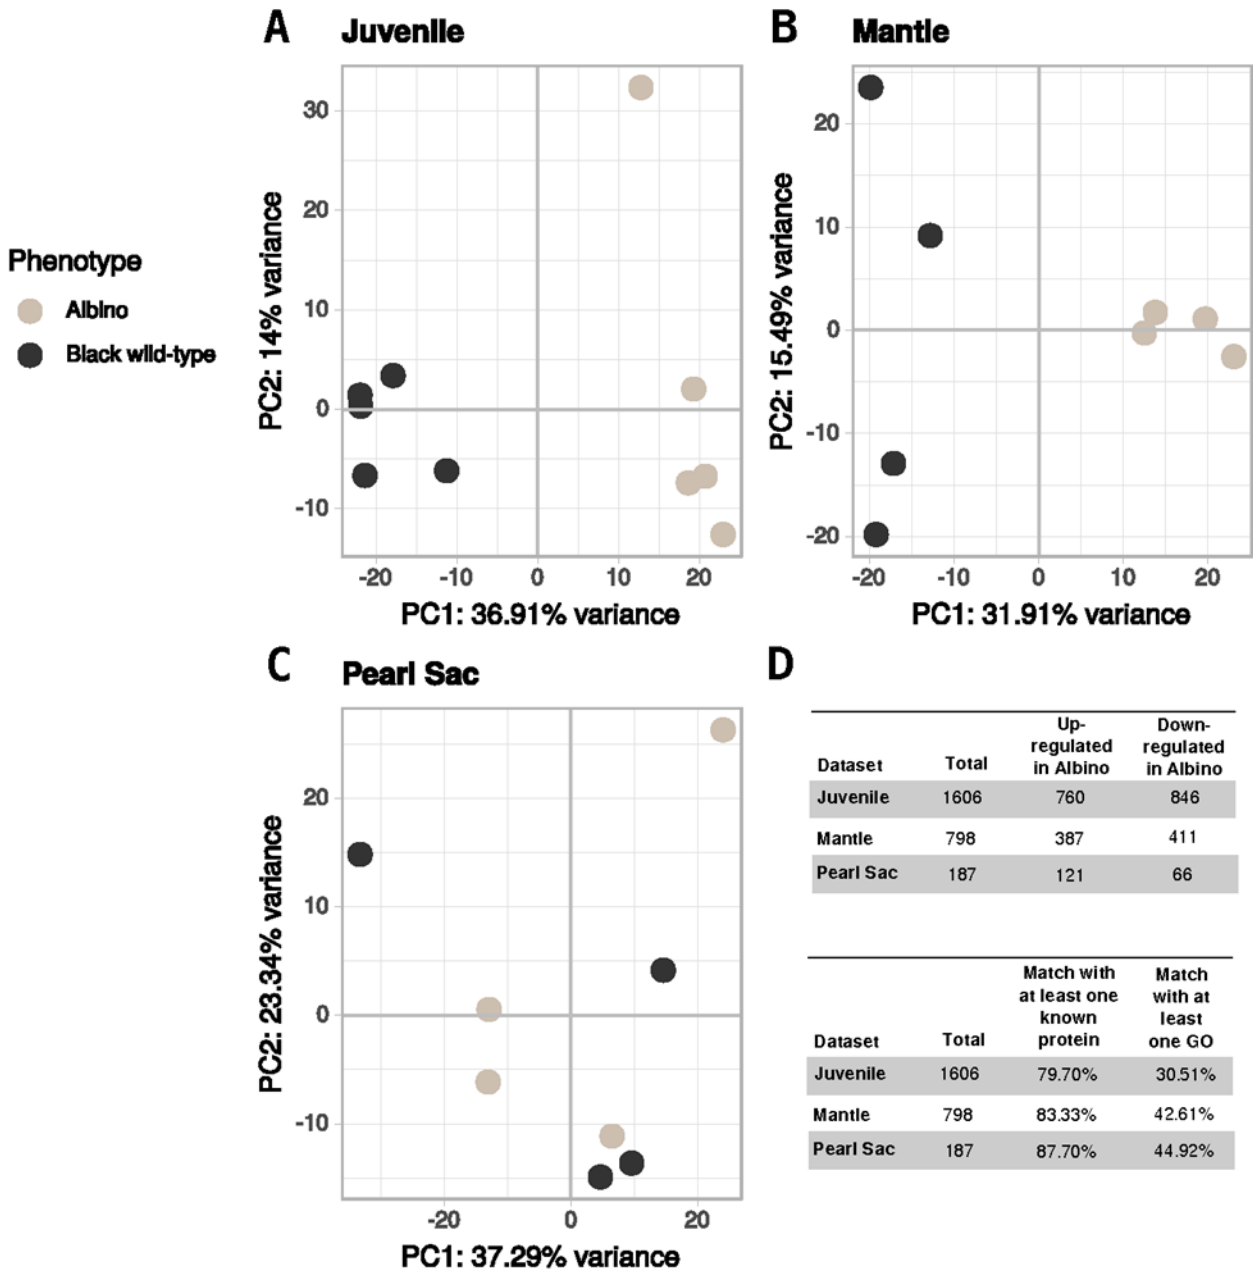 A Juvenile
30
20
10
0
-10
-20 -10 0 10 20
PC2: 14% variance
PC1: 36.91% variance
Phenotype
Albino
Black wild-type
B Mantle
20
10
0
-10
-20
-20 -10 0 10 20
PC2: 15.49% variance
PC1: 31.91% variance
C Pearl Sac
20
10
0
-10
-20 0 20
PC2: 23.34% variance
PC1: 37.29% variance
D
Up- Down-
regulated regulated
Dataset Total in Albino in Albino
Juvenile 1606 760 846
Mantle 798 387 411
Pearl Sac 187 121 66
Match with Match
at least one with at
known least
Dataset Total protein one GO
Juvenile 1606 79.70% 30.51%
Mantle 798 83.33% 42.61%
Pearl Sac 187 87.70% 44.92%